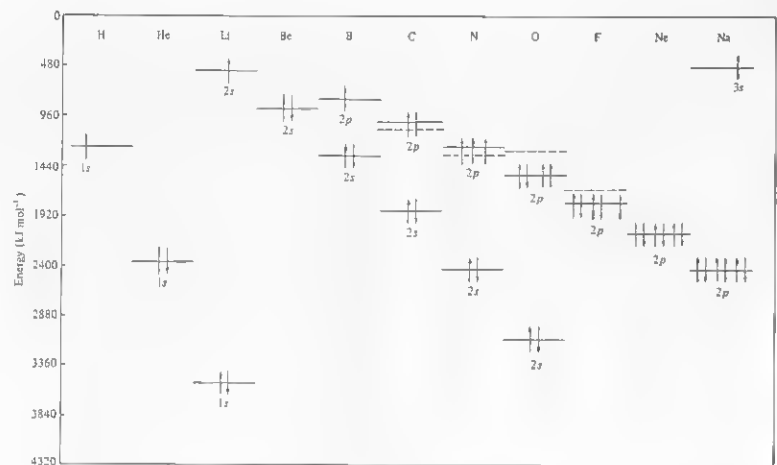 0
H He Li Be B C N O F Ne Na
480
2s
3s
960
2s
2p
2p
1s
1440
2s
2p
2p
1920
2s
2p
2p
2400
1s
2s
2p
2880
3360
2s
1s
3840
4320
Energy (kJ mol⁻¹)